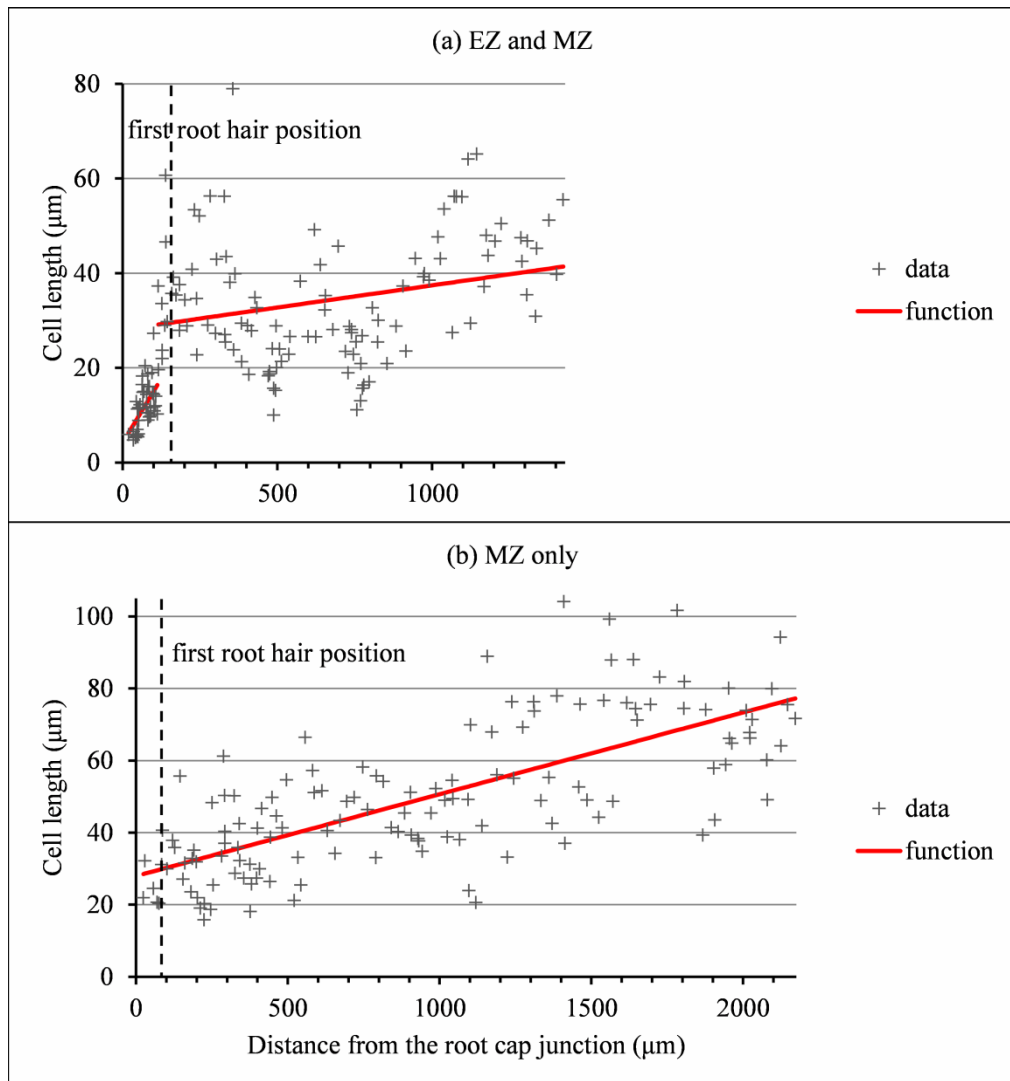 (a) EZ and MZ
80
first root hair position
60
Cell length (µm)
40
20
0
0 500 1000
+ data
function
(b) MZ only
100
first root hair position
80
Cell length (µm)
60
40
20
0
0 500 1000 1500 2000
Distance from the root cap junction (µm)
+ data
function